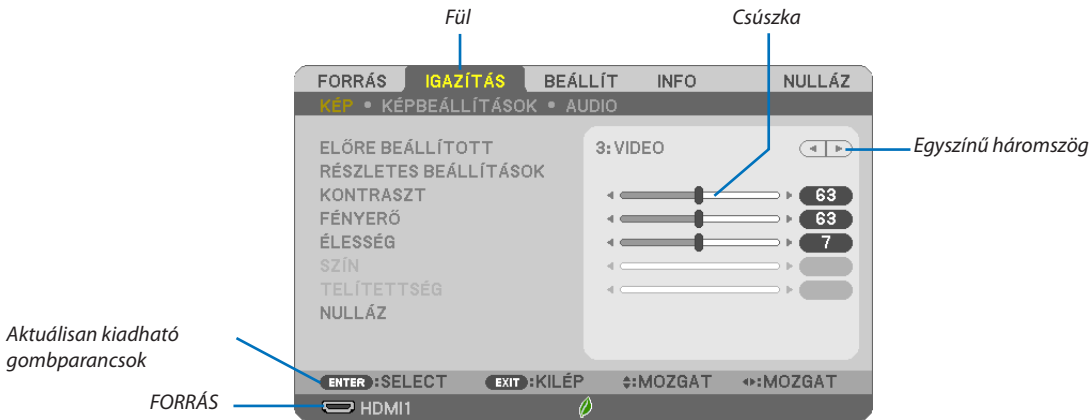 Fül
Csúszka
FORRÁS IGAZÍTÁS BEÁLLÍT INFO NULLÁZ
KÉP • KÉPBEÁLLÍTÁSOK • AUDIO
ELŐRE BEÁLLÍTOTT 3:VIDEO
Egyszínű háromszög
RÉSZLETES BEÁLLÍTÁSOK
KONTRASZT 63
FÉNYERŐ 63
ÉLESSÉG 7
SZÍN
TELÍTETTSÉG
NULLÁZ
Aktuálisan kiadható
gombparancsok
ENTER :SELECT EXIT :KILÉP :MOZGAT :MOZGAT
FORRÁS
HDMI1